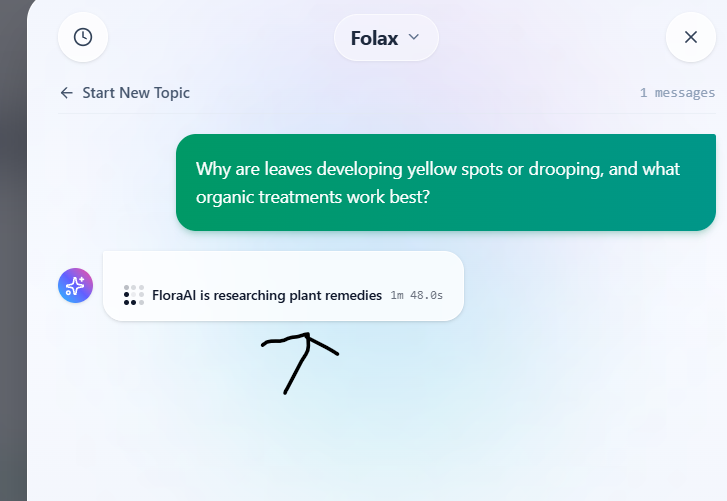 Folax
Start New Topic
1 messages
Why are leaves developing yellow spots or drooping, and what
organic treatments work best?
FloraAI is researching plant remedies 1m 48.0s